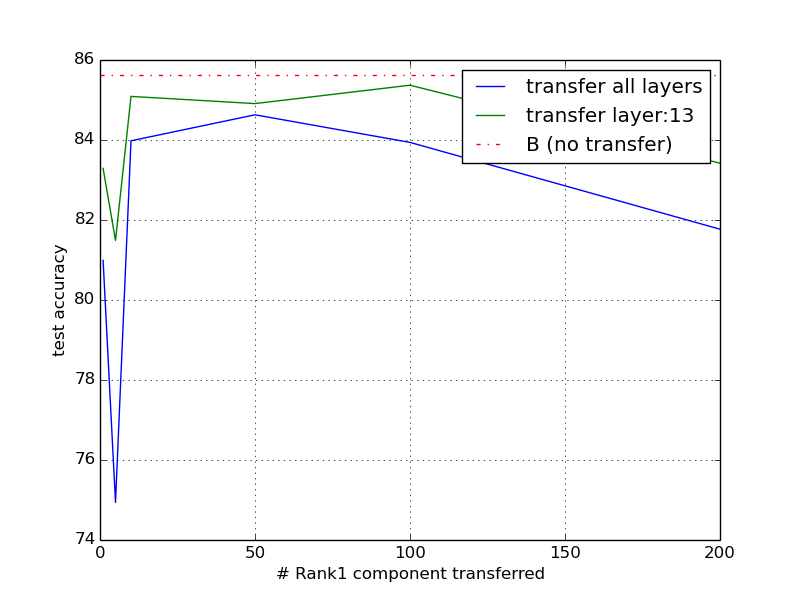 86
84
82
80
78
76
74
test accuracy
transfer all layers
transfer layer:13
B (no transfer)
0 50 100 150 200
# Rank1 component transferred